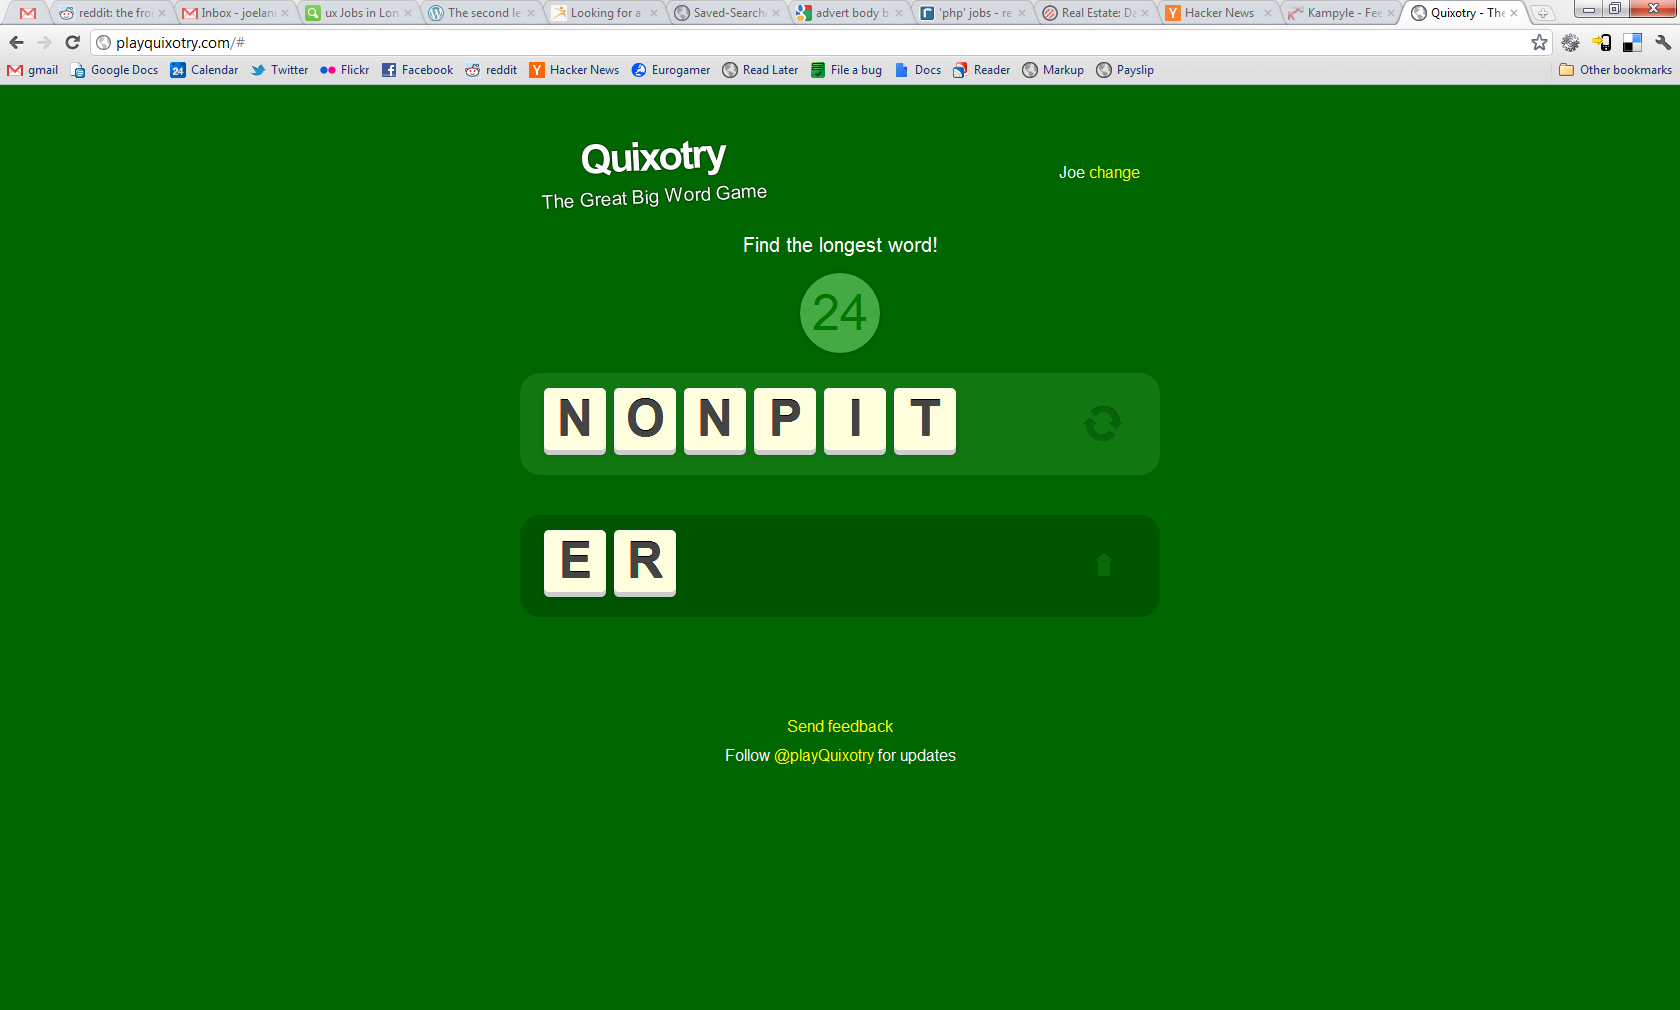 reddit: the fro
Inbox - joelan
ux Jobs in Lon
The second le
Looking for a
Saved-Search
advert body b
'php' jobs - re
Real Estate: Da
Hacker News
Kampyle - Fee
Quixotry - The
playquixotry.com/#
gmail
Google Docs
24 Calendar
Twitter
Flickr
Facebook
reddit
Y Hacker News
Eurogamer
Read Later
File a bug
Docs
Reader
Markup
Payslip
Other bookmarks
Quixotry
The Great Big Word Game
Joe change
Find the longest word!
24
N O N P I T
E R
Send feedback
Follow @playQuixotry for updates